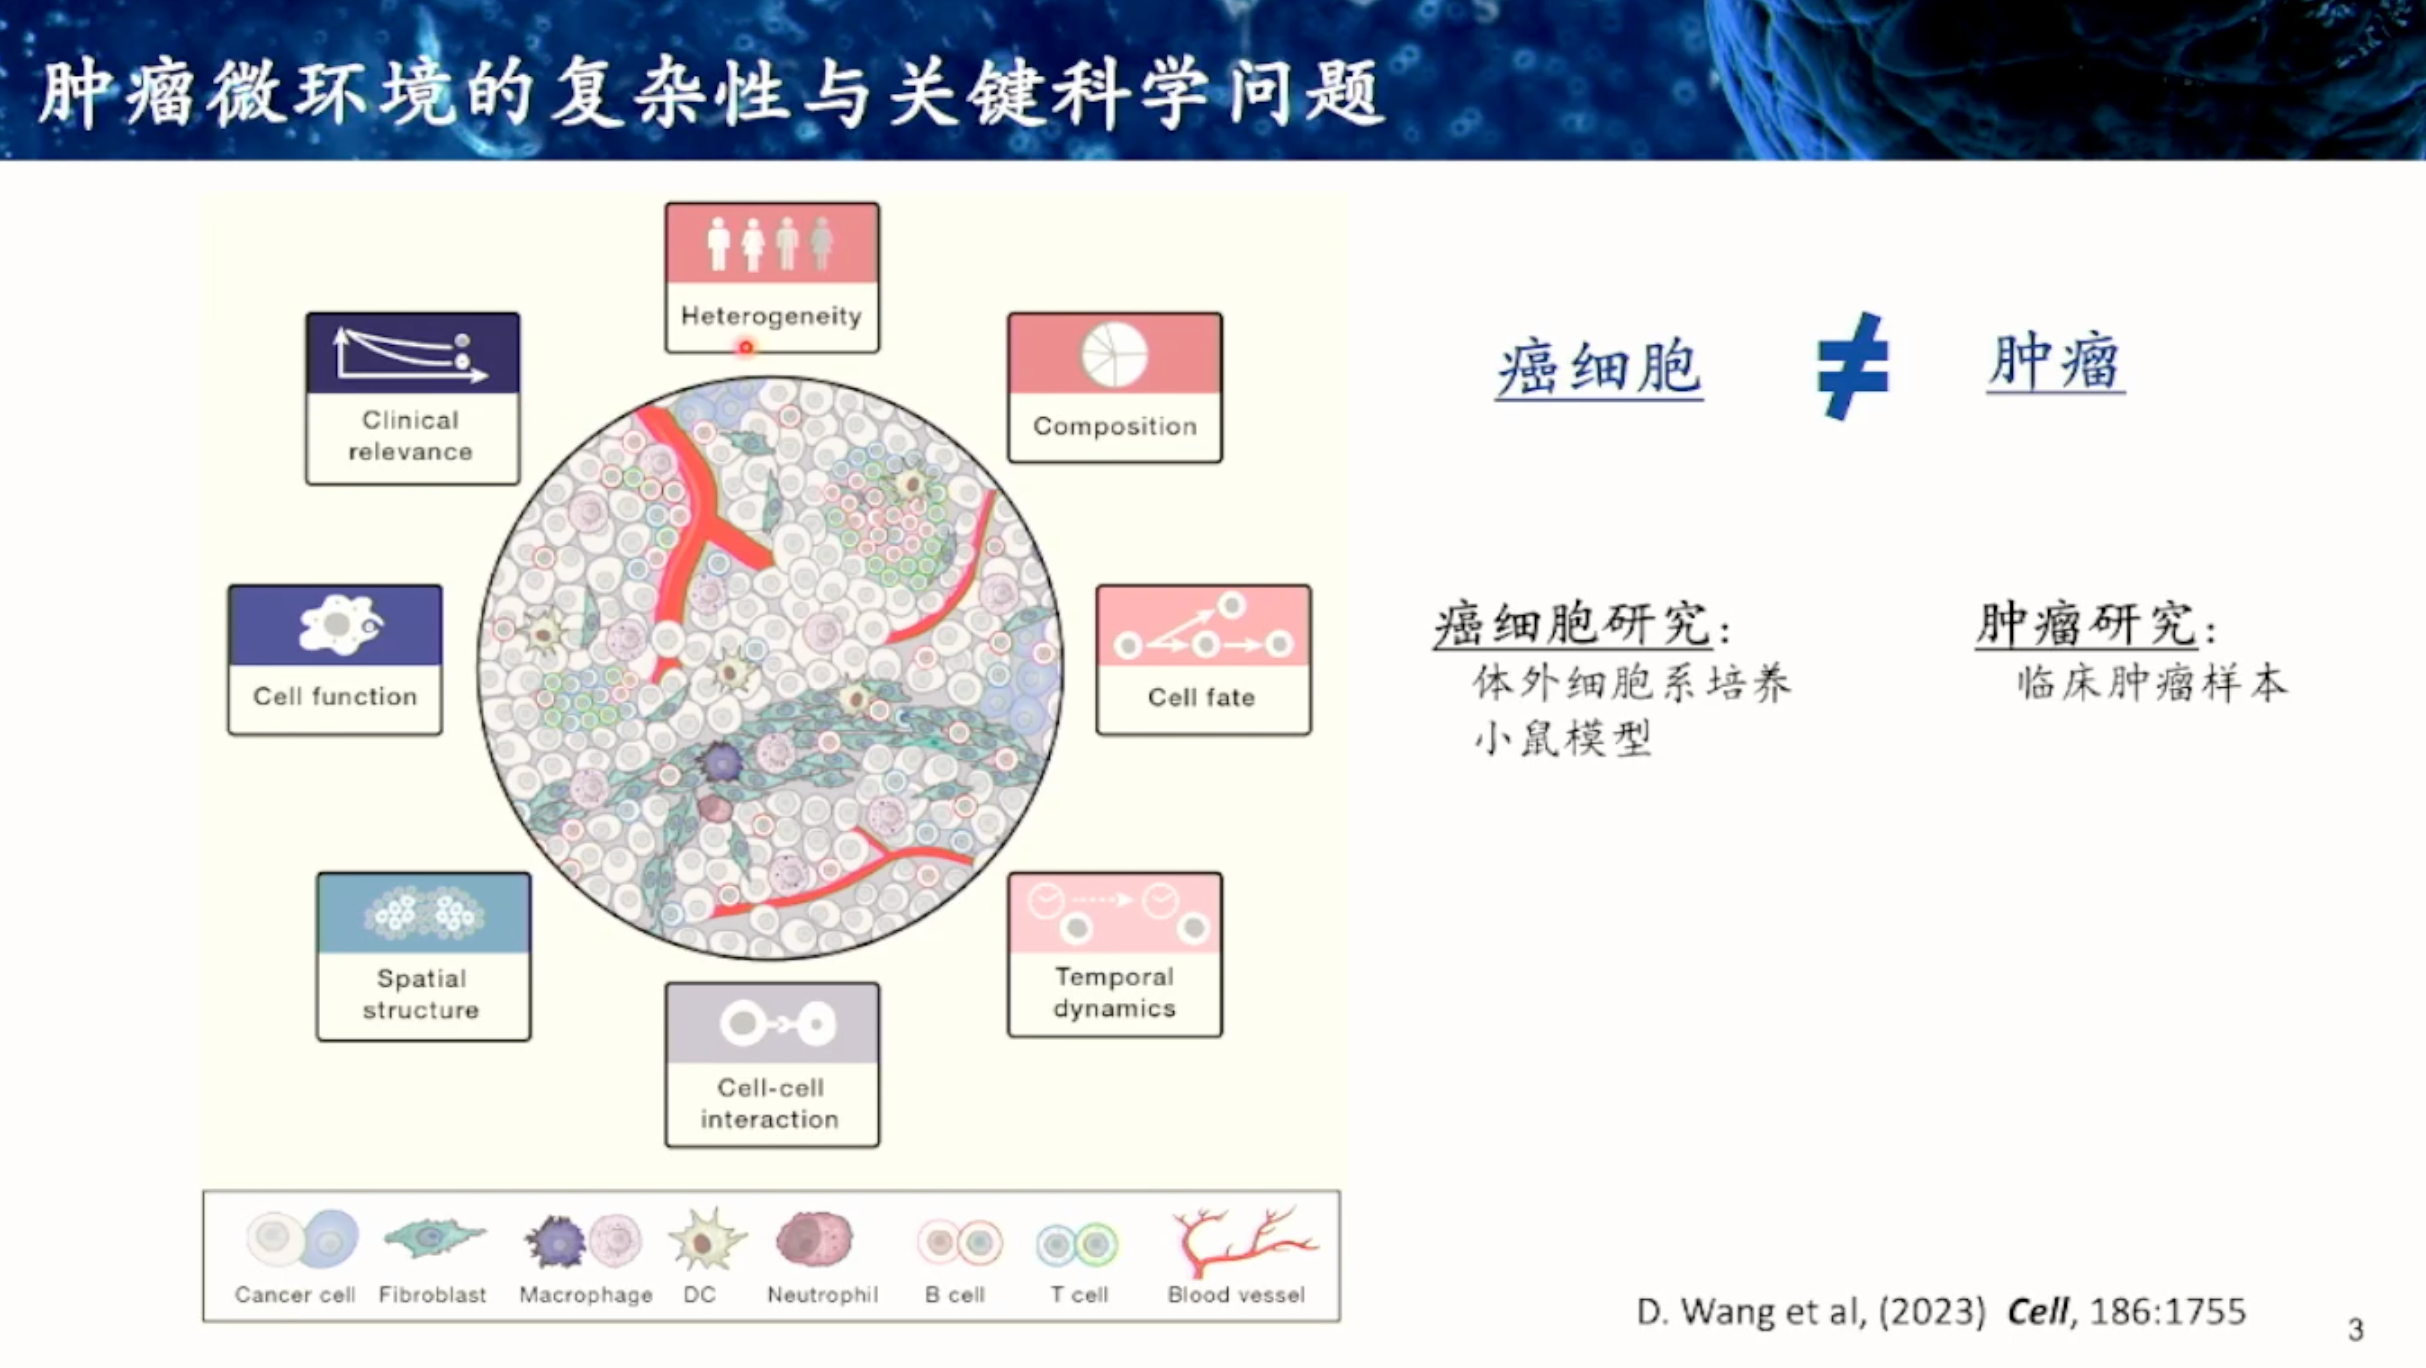 肿瘤微环境的复杂性与关键科学问题
Heterogeneity
Clinical
relevance
Composition
Cell function
Cell fate
Spatial
structure
Temporal
dynamics
Cell-cell
interaction
Cancer cell
Fibroblast
Macrophage
DC
Neutrophil
B cell
T cell
Blood vessel
癌细胞 ≠ 肿瘤
癌细胞研究:
体外细胞系培养
小鼠模型
肿瘤研究:
临床肿瘤样本
D. Wang et al, (2023) Cell, 186:1755
3